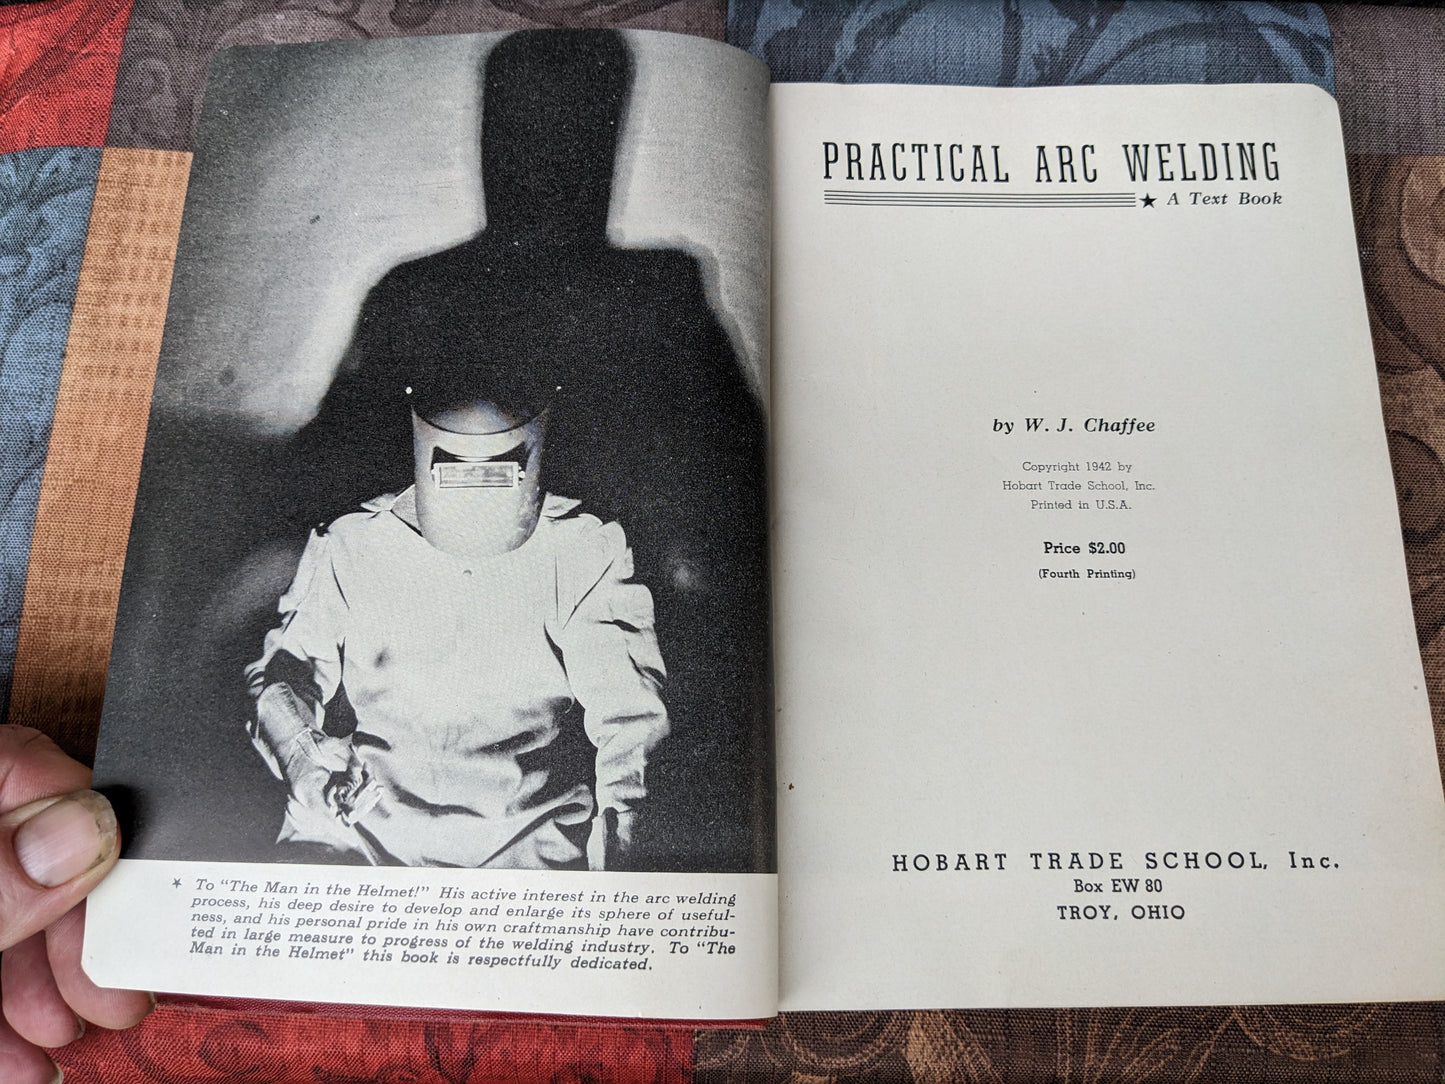 ★ To "The Man in the Helmet!" His active interest in the arc welding
process, his deep desire to develop and enlarge its sphere of useful-
ness, and his personal pride in his own craftmanship have contribu-
ted in large measure to progress of the welding industry. To "The
Man in the Helmet" this book is respectfully dedicated.
PRACTICAL ARC WELDING
★ A Text Book
by W. J. Chaffee
Copyright 1942 by
Hobart Trade School, Inc.
Printed in U.S.A.
Price $2.00
(Fourth Printing)
HOBART TRADE SCHOOL, Inc.
Box EW 80
TROY, OHIO